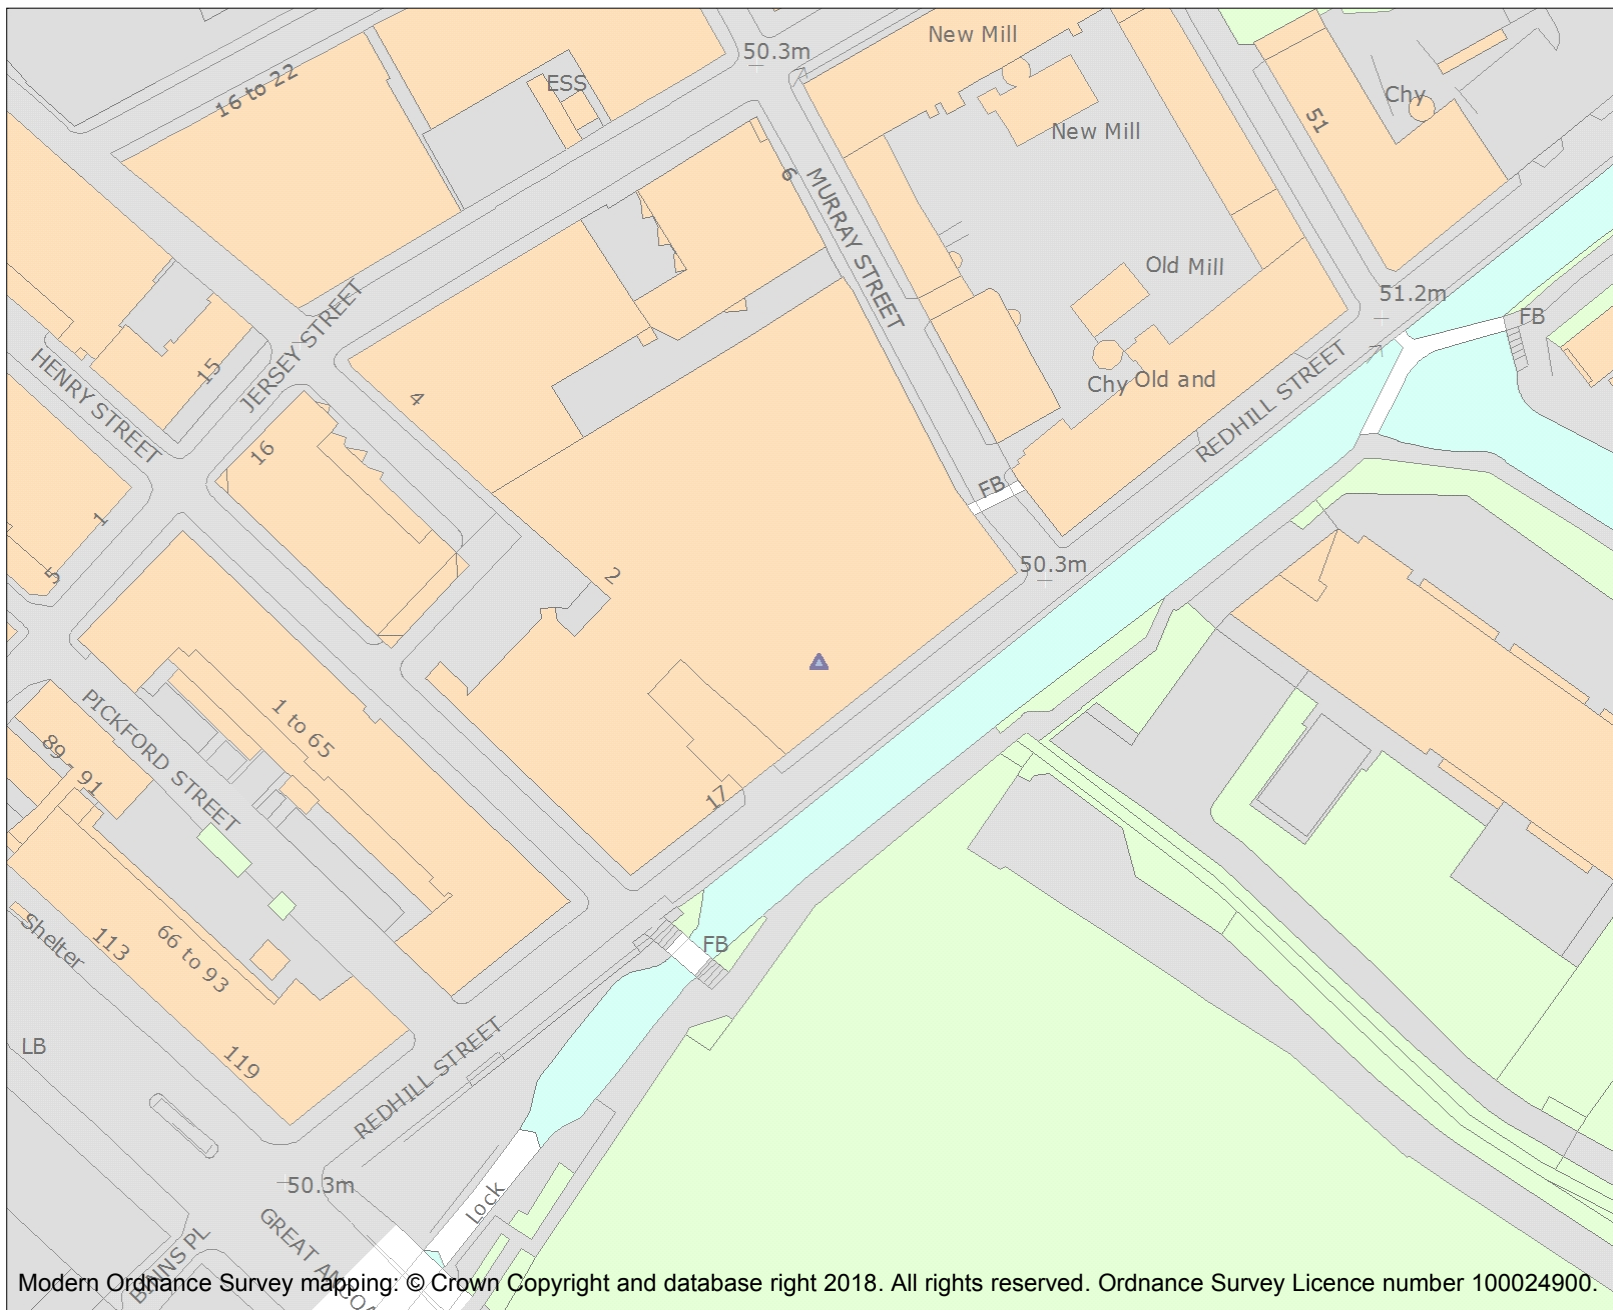 New Mill
50.3m
16 to 22
ESS
Chy
51
New Mill
6
MURRAY STREET
Old Mill
51.2m
FB
JERSEY STREET
HENRY STREET
15
4
Chy
Old and
REDHILL STREET
16
FB
1
5
2
50.3m
PICKFORD STREET
1 to 65
89 - 91
17
Shelter
113
66 to 93
FB
LB
119
REDHILL STREET
50.3m
Lock
BINNS PL
GREAT ANCOA
Modern Ordnance Survey mapping: © Crown Copyright and database right 2018. All rights reserved. Ordnance Survey Licence number 100024900.